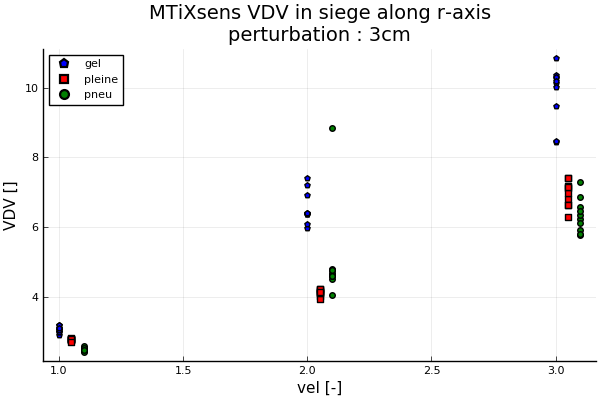 MTiXsens VDV in siege along r-axis
perturbation : 3cm
gel
pleine
pneu
VDV []
10
8
6
4
1.0
1.5
2.0
2.5
3.0
vel [-]